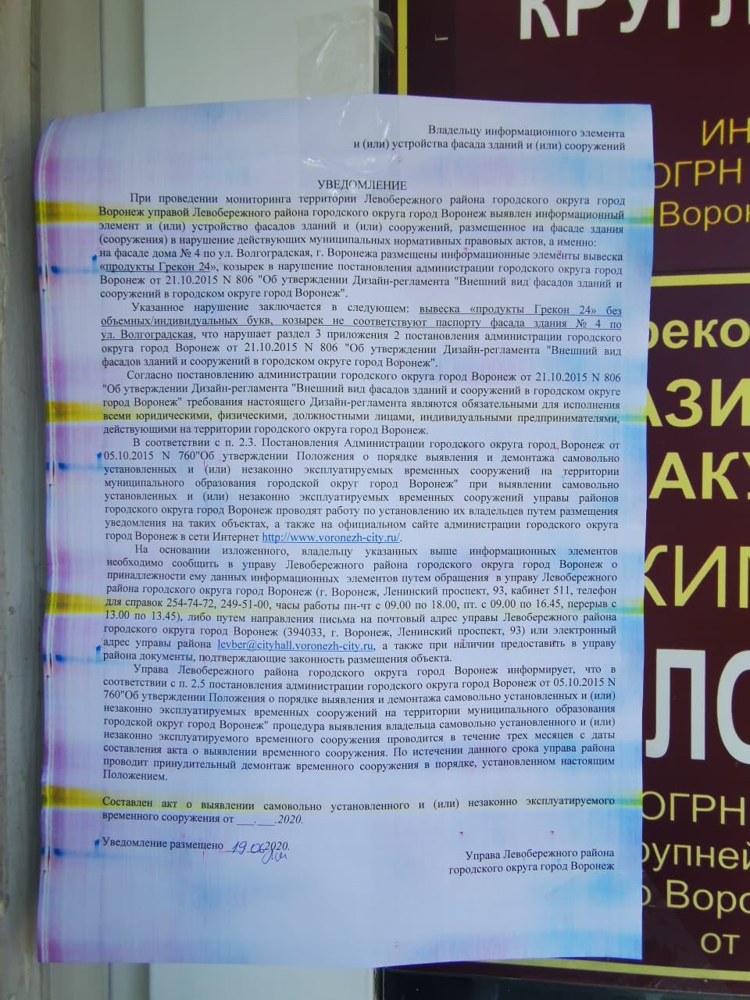 КРУГЛ
ИН
ОГРН
Ворон
реко
АЗИ
АК
КИ
ЛО
ОГРН
рупней
о Воро
от
Владельцу информационного элемента
и (или) устройства фасада зданий и (или) сооружений
УВЕДОМЛЕНИЕ
При проведении мониторинга территории Левобережного района городского округа город
Воронеж управой Левобережного района городского округа город Воронеж выявлен информационный
элемент и (или) устройство фасадов зданий и (или) сооружений, размещенное на фасаде здания
(сооружения) в нарушение действующих муниципальных нормативных правовых актов, а именно:
на фасаде дома № 4 по ул. Волгоградская, г. Воронежа размещены информационные элементы вывеска
«продукты Грекон 24», козырек в нарушение постановления администрации городского округа город
Воронеж от 21.10.2015 N 806 "Об утверждении Дизайн-регламента "Внешний вид фасадов зданий и
сооружений в городском округе город Воронеж".
Указанное нарушение заключается в следующем: вывеска «продукты Грекон 24» без
объемных/индивидуальных букв, козырек не соответствуют паспорту фасада здания № 4 по
ул. Волгоградская, что нарушает раздел 3 приложения 2 постановления администрации городского
округа город Воронеж от 21.10.2015 N 806 "Об утверждении Дизайн-регламента "Внешний вид
фасадов зданий и сооружений в городском округе город Воронеж".
Согласно постановлению администрации городского округа город Воронеж от 21.10.2015 N 806
"Об утверждении Дизайн-регламента "Внешний вид фасадов зданий и сооружений в городском округе
город Воронеж" требования настоящего Дизайн-регламента являются обязательными для исполнения
всеми юридическими, физическими, должностными лицами, индивидуальными предпринимателями,
действующими на территории городского округа город Воронеж.
В соответствии с п. 2.3. Постановления Администрации городского округа город Воронеж от
05.10.2015 N 760"Об утверждении Положения о порядке выявления и демонтажа самовольно
установленных и (или) незаконно эксплуатируемых временных сооружений на территории
муниципального образования городской округ город Воронеж" при выявлении самовольно
установленных и (или) незаконно эксплуатируемых временных сооружений управы районов
городского округа город Воронеж проводят работу по установлению их владельцев путем размещения
уведомления на таких объектах, а также на официальном сайте администрации городского округа
город Воронеж в сети Интернет http://www.voronezh-city.ru/.
На основании изложенного, владельцу указанных выше информационных элементов
необходимо сообщить в управу Левобережного района городского округа город Воронеж о
принадлежности ему данных информационных элементов путем обращения в управу Левобережного
района городского округа город Воронеж (г. Воронеж, Ленинский проспект, 93, кабинет 511, телефон
для справок 254-74-72, 249-51-00, часы работы пн-чт с 09.00 по 18.00, пт. с 09.00 по 16.45, перерыв с
13.00 по 13.45), либо путем направления письма на почтовый адрес управы Левобережного района
городского округа город Воронеж (394033, г. Воронеж, Ленинский проспект, 93) или электронный
адрес управы района levber@cityhall.voronezh-city.ru, а также при наличии предоставить в управу
района документы, подтверждающие законность размещения объекта.
Управа Левобережного района городского округа город Воронеж информирует, что в
соответствии с п. 2.5 постановления администрации городского округа город Воронеж от 05.10.2015 N
760"Об утверждении Положения о порядке выявления и демонтажа самовольно установленных и (или)
незаконно эксплуатируемых временных сооружений на территории муниципального образования
городской округ город Воронеж" процедура выявления владельца самовольно установленного и (или)
незаконно эксплуатируемого временного сооружения проводится в течение трех месяцев с даты
составления акта о выявлении временного сооружения. По истечении данного срока управа района
проводит принудительный демонтаж временного сооружения в порядке, установленном настоящим
Положением.
Составлен акт о выявлении самовольно установленного и (или) незаконно эксплуатируемого
временного сооружения от ___.___.2020.
Уведомление размещено 19.06.2020.
Управа Левобережного района
городского округа город Воронеж